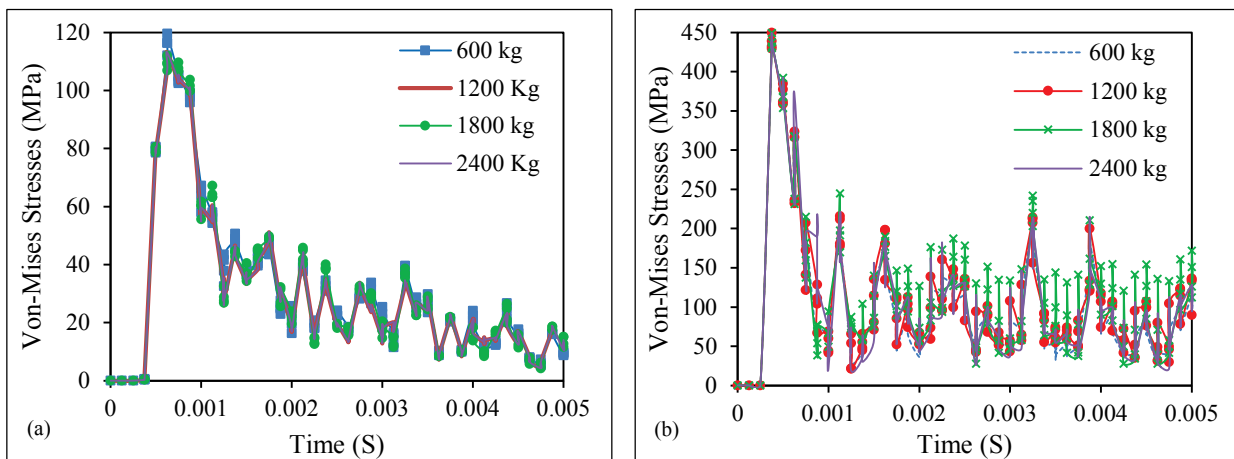 120
100
80
60
40
20
0
Von-Mises Stresses (MPa)
600 kg
1200 Kg
1800 kg
2400 Kg
0 0.001 0.002 0.003 0.004 0.005
Time (S)
(a)
450
400
350
300
250
200
150
100
50
0
Von-Mises Stresses (MPa)
600 kg
1200 kg
1800 kg
2400 kg
0 0.001 0.002 0.003 0.004 0.005
Time (S)
(b)